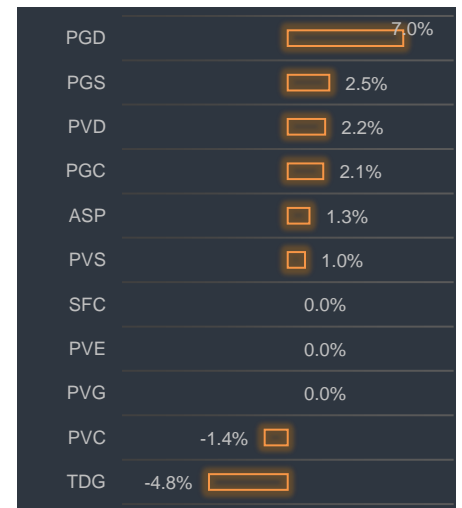 PGD 7.0%
PGS 2.5%
PVD 2.2%
PGC 2.1%
ASP 1.3%
PVS 1.0%
SFC 0.0%
PVE 0.0%
PVG 0.0%
PVC -1.4%
TDG -4.8%